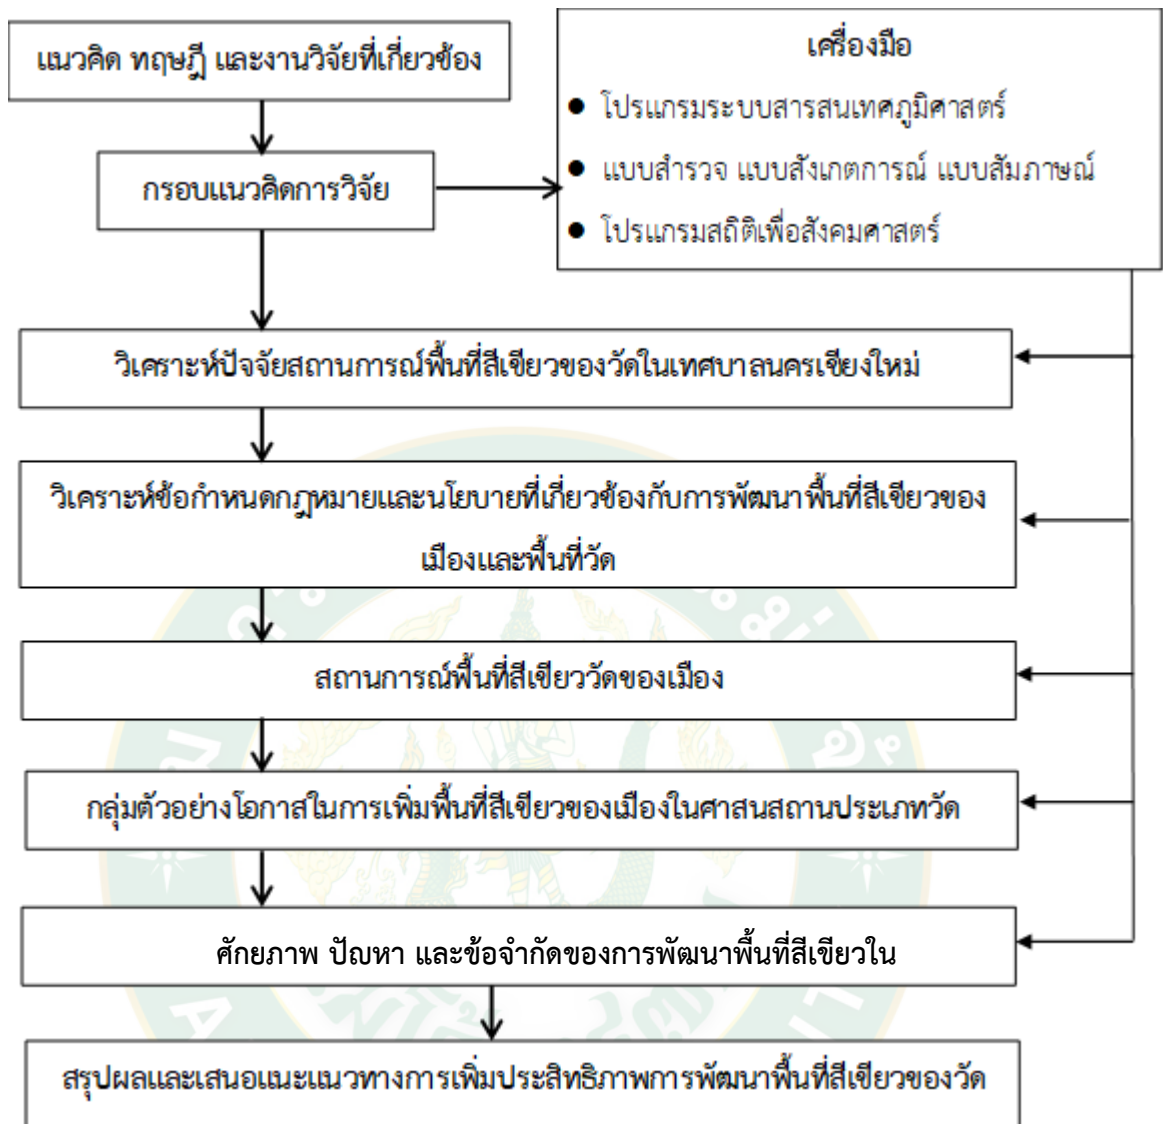 แนวคิด ทฤษฎี และงานวิจัยที่เกี่ยวข้อง
เครื่องมือ
● โปรแกรมระบบสารสนเทศภูมิศาสตร์
● แบบสำรวจ แบบสังเกตการณ์ แบบสัมภาษณ์
● โปรแกรมสถิติเพื่อสังคมศาสตร์
กรอบแนวคิดการวิจัย
วิเคราะห์ปัจจัยสถานการณ์พื้นที่สีเขียวของวัดในเทศบาลนครเชียงใหม่
วิเคราะห์ข้อกำหนดกฎหมายและนโยบายที่เกี่ยวข้องกับการพัฒนาพื้นที่สีเขียวของ
เมืองและพื้นที่วัด
สถานการณ์พื้นที่สีเขียววัดของเมือง
กลุ่มตัวอย่างโอกาสในการเพิ่มพื้นที่สีเขียวของเมืองในศาสนสถานประเภทวัด
ศักยภาพ ปัญหา และข้อจำกัดของการพัฒนาพื้นที่สีเขียวใน
สรุปผลและเสนอแนะแนวทางการเพิ่มประสิทธิภาพการพัฒนาพื้นที่สีเขียวของวัด